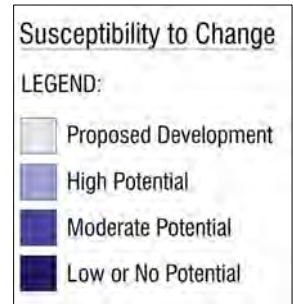 Susceptibility to Change
LEGEND:
Proposed Development
High Potential
Moderate Potential
Low or No Potential